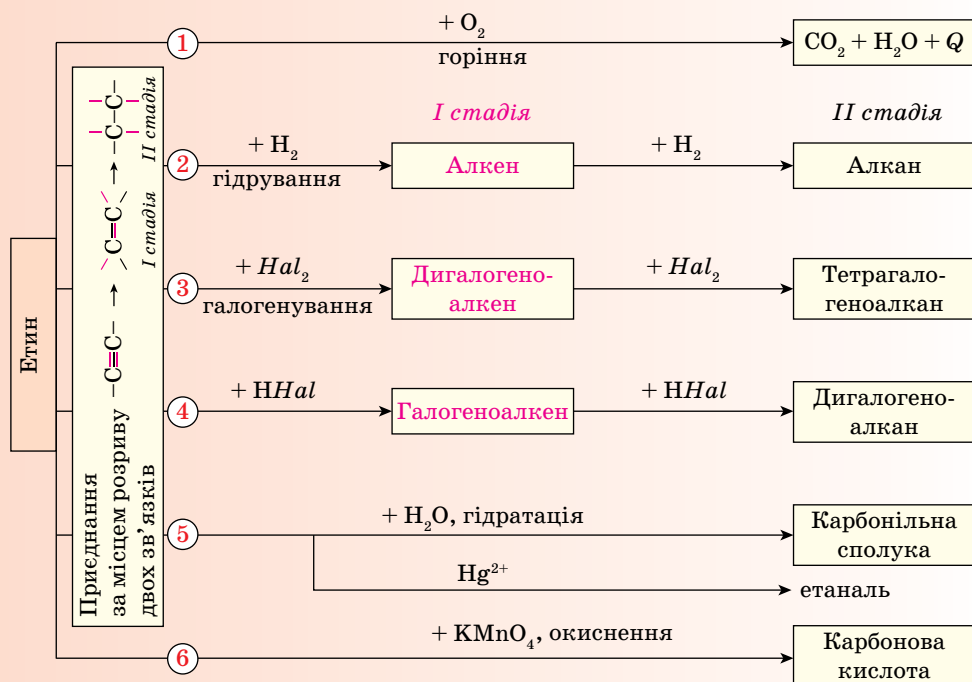 Етин
Приєднання
за місцем розриву
двох зв’язків
–C≡C–
C=C
I стадія
–C–C–
II стадія
1
+ O₂
горіння
CO₂ + H₂O + Q
I стадія
II стадія
2
+ H₂
гідрування
Алкен
+ H₂
Алкан
3
+ Hal₂
галогенування
Дигалогено-
алкен
+ Hal₂
Тетрагало-
геноалкан
4
+ HHal
Галогеноалкен
+ HHal
Дигалогено-
алкан
5
+ H₂O, гідратація
Карбонільна
сполука
Hg²⁺
етаналь
6
+ KMnO₄, окиснення
Карбонова
кислота